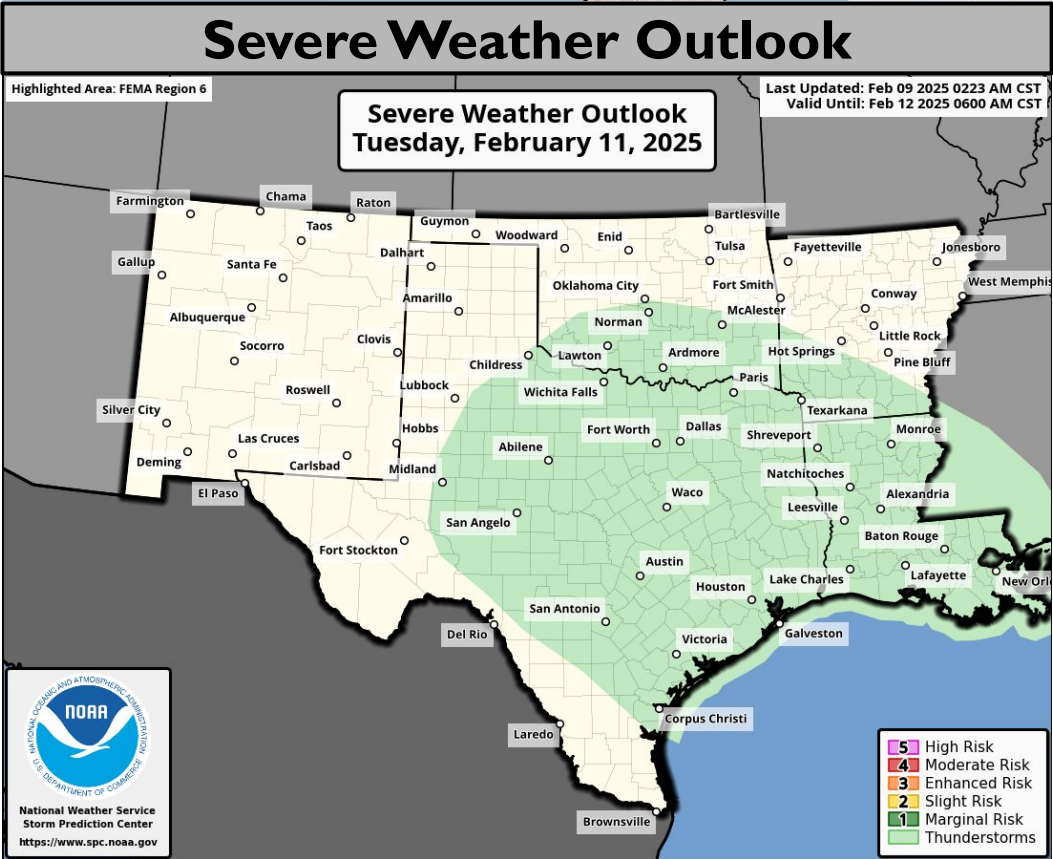 Severe Weather Outlook
Highlighted Area: FEMA Region 6
Last Updated: Feb 09 2025 0223 AM CST
Valid Until: Feb 12 2025 0600 AM CST
Severe Weather Outlook
Tuesday, February 11, 2025
Farmington
Chama
Raton
Taos
Guymon
Woodward
Enid
Bartlesville
Tulsa
Fayetteville
Jonesboro
Gallup
Santa Fe
Dalhart
Oklahoma City
Fort Smith
Conway
West Memphis
Albuquerque
Amarillo
Norman
McAlester
Little Rock
Socorro
Clovis
Childress
Lawton
Ardmore
Hot Springs
Pine Bluff
Roswell
Lubbock
Wichita Falls
Paris
Texarkana
Silver City
Las Cruces
Hobbs
Abilene
Fort Worth
Dallas
Shreveport
Monroe
Deming
Carlsbad
Midland
Natchitoches
El Paso
Waco
Leesville
Alexandria
San Angelo
Fort Stockton
Baton Rouge
Austin
Houston
Lake Charles
Lafayette
New Orl
San Antonio
Del Rio
Victoria
Galveston
Laredo
Corpus Christi
Brownsville
NATIONAL OCEANIC AND ATMOSPHERIC ADMINISTRATION
NOAA
U.S. DEPARTMENT OF COMMERCE
National Weather Service
Storm Prediction Center
https://www.spc.noaa.gov
5 High Risk
4 Moderate Risk
3 Enhanced Risk
2 Slight Risk
1 Marginal Risk
Thunderstorms